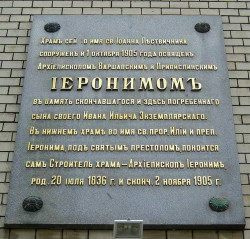 Храм сей во имя св. Іоанна Лѣствичника
сооруженъ и 1 октября 1905 года освященъ
Архіепископомъ Варшавскимъ и Привислинскимъ
ІЕРОНИМОМЪ
въ память скончавшагося и здѣсь погребеннаго
сына своего Ивана Ильича Экземплярскаго.
Въ нижнемъ храмѣ во имя св. прор. Иліи и преп.
Іеронима, подъ святымъ престоломъ, покоится
самъ Строитель храма — Архіепископъ Іеронимъ
род. 20 іюля 1836 г. и сконч. 2 ноября 1905 г.